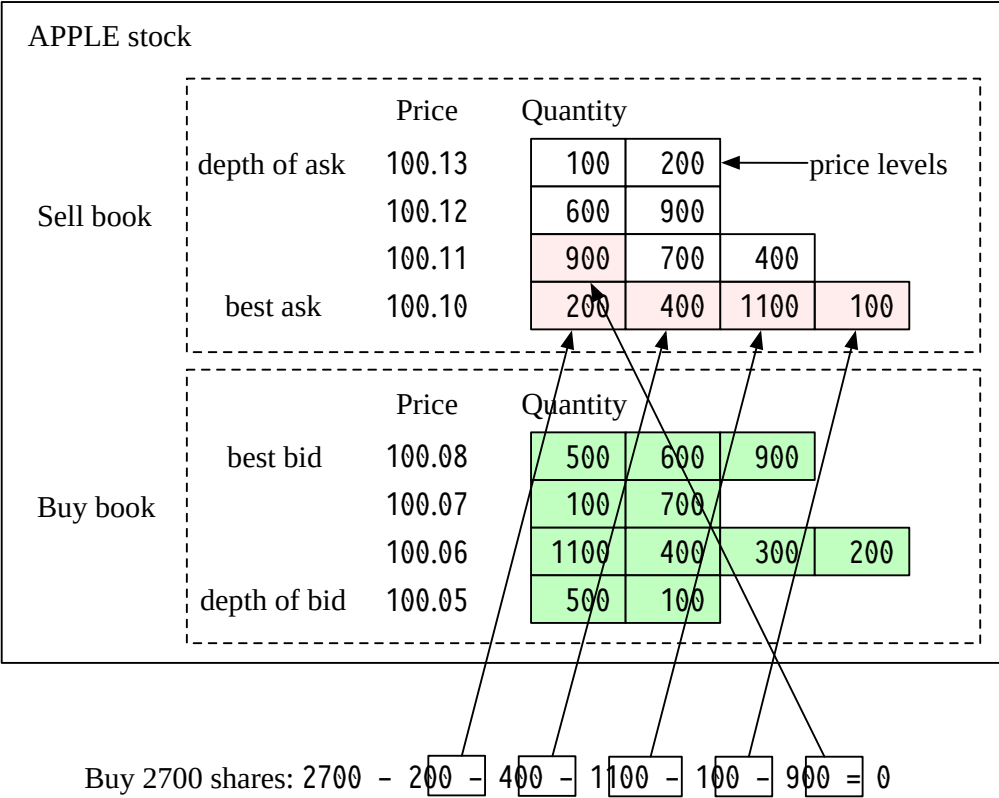 APPLE stock
Price Quantity
depth of ask 100.13 100 200 price levels
100.12 600 900
Sell book
100.11 900 700 400
best ask 100.10 200 400 1100 100
Price Quantity
best bid 100.08 500 600 900
100.07 100 700
Buy book
100.06 1100 400 300 200
depth of bid 100.05 500 100
Buy 2700 shares: 2700 - 200 - 400 - 1100 - 100 - 900 = 0